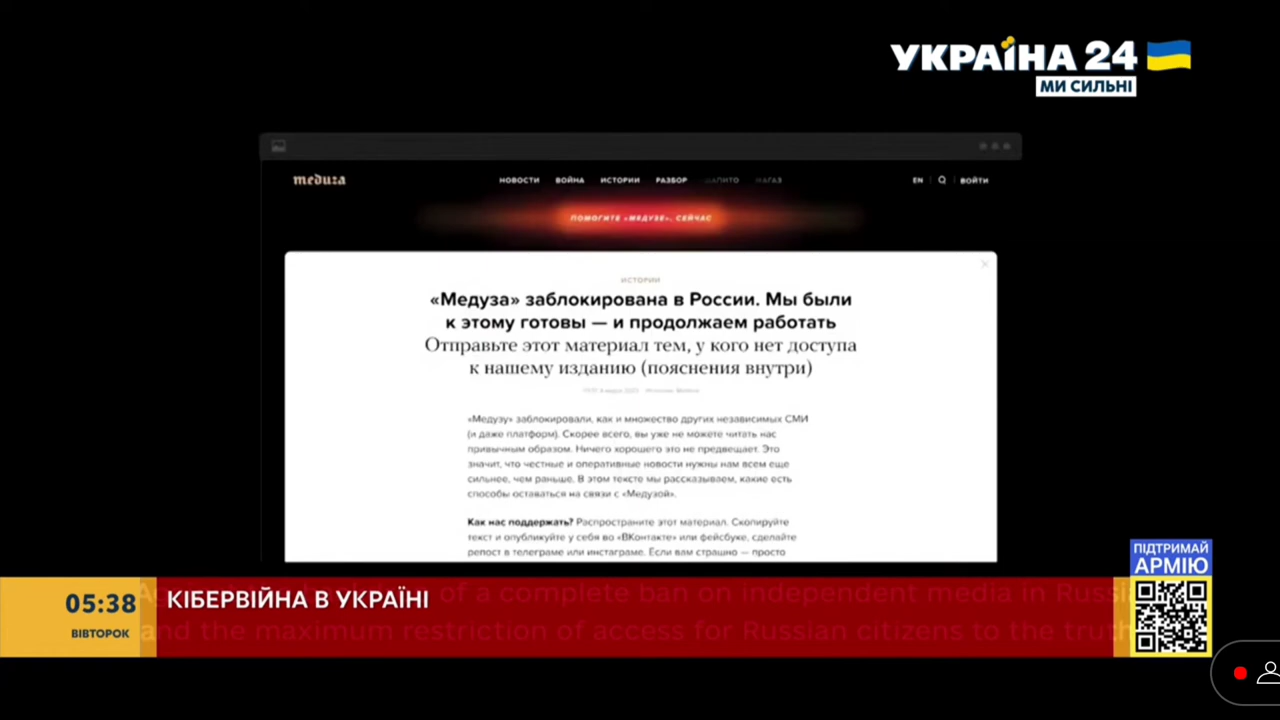 УКРАЇНА 24
МИ СИЛЬНІ
meduza
НОВОСТИ ВОЙНА ИСТОРИИ РАЗБОР
EN ВОЙТИ
ПОМОГИТЕ «МЕДУЗЕ». СЕЙЧАС
ИСТОРИИ
«Медуза» заблокирована в России. Мы были
к этому готовы — и продолжаем работать
Отправьте этот материал тем, у кого нет доступа
к нашему изданию (пояснения внутри)
«Медузу» заблокировали, как и множество других независимых СМИ
(и даже платформ). Скорее всего, вы уже не можете читать нас
привычным образом. Ничего хорошего это не предвещает. Это
значит, что честные и оперативные новости нужны нам всем еще
сильнее, чем раньше. В этом тексте мы рассказываем, какие есть
способы оставаться на связи с «Медузой».
Как нас поддержать? Распространите этот материал. Скопируйте
текст и опубликуйте у себя во «ВКонтакте» или фейсбуке, сделайте
репост в телеграме или инстаграме. Если вам страшно — просто
ПІДТРИМАЙ
АРМІЮ
05:38
ВІВТОРОК
КІБЕРВІЙНА В УКРАЇНІ
of a complete ban on independent media in Russi
and the maximum restriction of access for Russian citizens to the truth